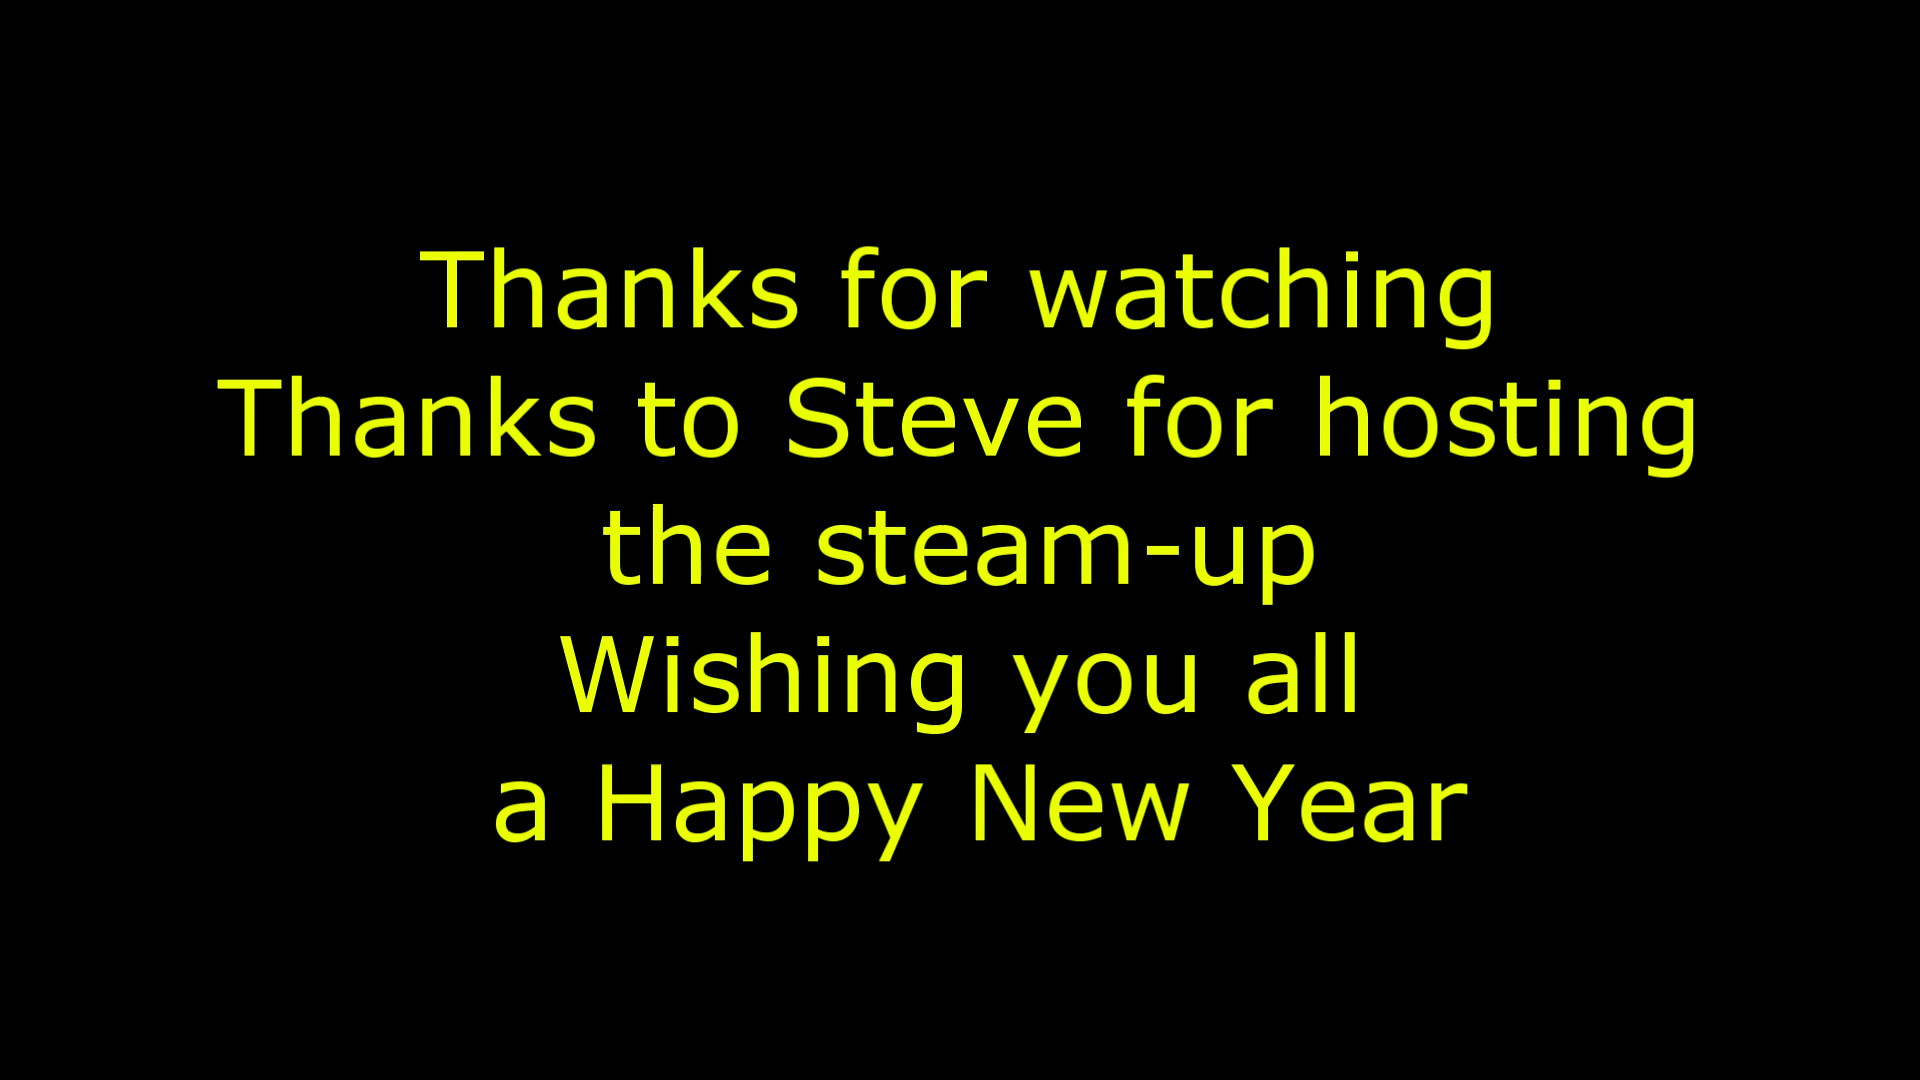 Thanks for watching
Thanks to Steve for hosting
the steam-up
Wishing you all
a Happy New Year